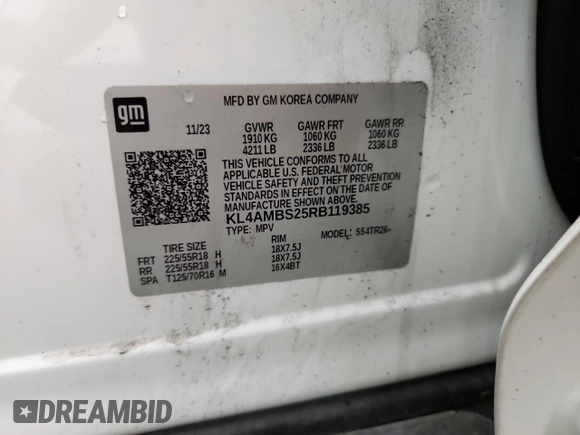 gm
MFD BY GM KOREA COMPANY
11/23 GVWR GAWR FRT GAWR RR
1910 KG 1060 KG 1060 KG
4211 LB 2336 LB 2336 LB
THIS VEHICLE CONFORMS TO ALL
APPLICABLE U.S. FEDERAL MOTOR
VEHICLE SAFETY AND THEFT PREVENTION
STANDARDS IN EFFECT ON THE DATE OF
MANUFACTURE SHOWN ABOVE.
KL4AMBS25RB119385
TYPE: MPV MODEL: 5S4TR26
TIRE SIZE RIM
FRT 225/55R18 H 18X7.5J
RR 225/55R18 H 18X7.5J
SPA T125/70R16 M 16X4BT
DREAMBID